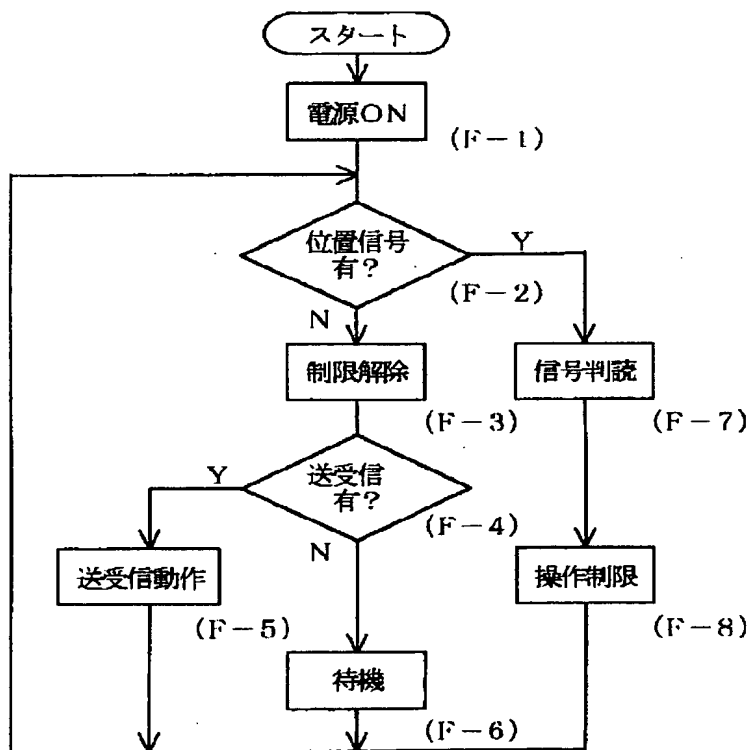 スタート
電源ON
(F-1)
位置信号
有?
Y
(F-2)
N
制限解除
信号判読
(F-3)
(F-7)
Y
送受信
有?
(F-4)
N
送受信動作
操作制限
(F-5)
(F-8)
待機
(F-6)